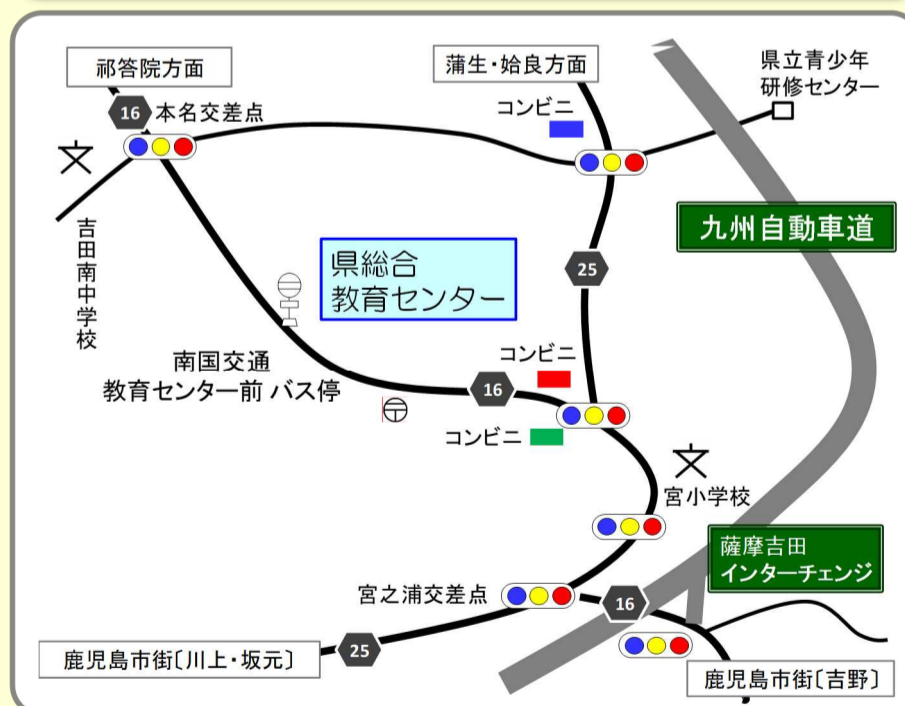 祁答院方面
蒲生・姶良方面
県立青少年
研修センター
コンビニ
16
本名交差点
九州自動車道
吉田南中学校
県総合
教育センター
25
南国交通
教育センター前 バス停
コンビニ
16
コンビニ
宮小学校
薩摩吉田
インターチェンジ
宮之浦交差点
16
25
鹿児島市街〔川上・坂元〕
鹿児島市街〔吉野〕